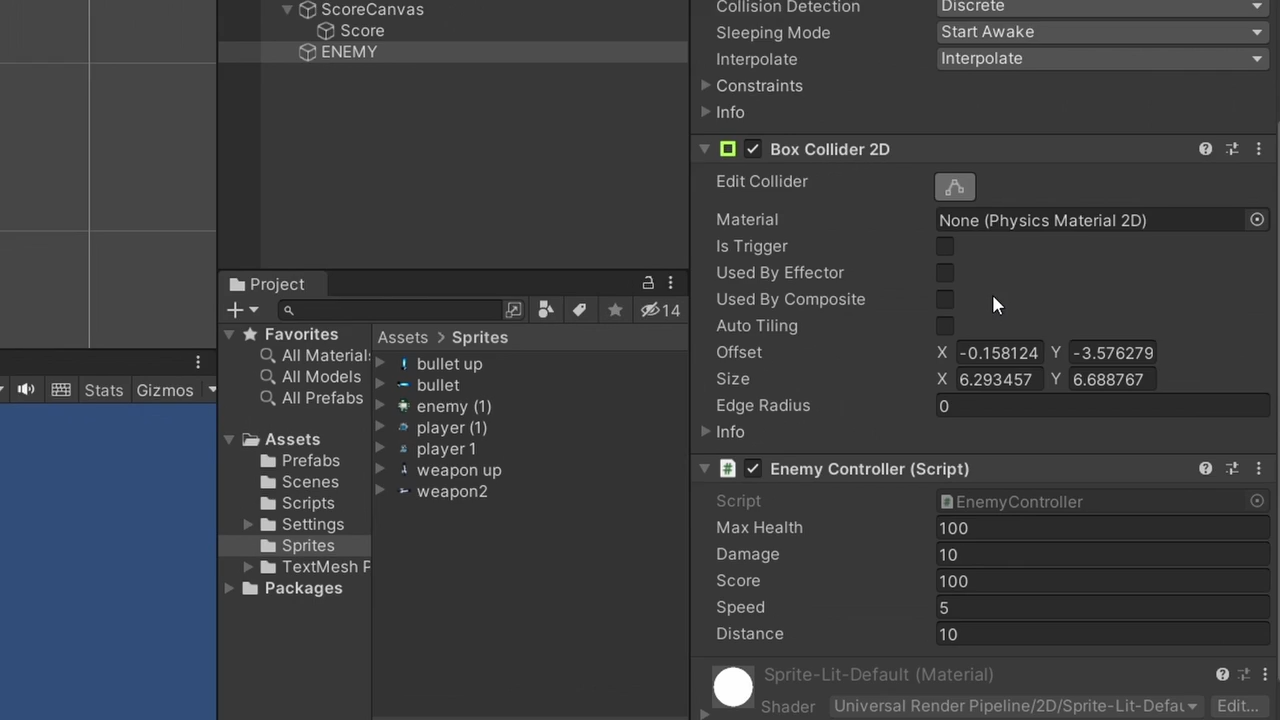 ScoreCanvas
Score
ENEMY
Stats Gizmos
Project
14
Favorites
All Materials
All Models
All Prefabs
Assets
Prefabs
Scenes
Scripts
Settings
Sprites
TextMesh P
Packages
Assets > Sprites
bullet up
bullet
enemy (1)
player (1)
player 1
weapon up
weapon2
Collision Detection Discrete
Sleeping Mode Start Awake
Interpolate Interpolate
Constraints
Info
Box Collider 2D
Edit Collider
Material None (Physics Material 2D)
Is Trigger
Used By Effector
Used By Composite
Auto Tiling
Offset X -0.158124 Y -3.576279
Size X 6.293457 Y 6.688767
Edge Radius 0
Info
Enemy Controller (Script)
Script EnemyController
Max Health 100
Damage 10
Score 100
Speed 5
Distance 10
Sprite-Lit-Default (Material)
Shader Universal Render Pipeline/2D/Sprite-Lit-Defau Edit...